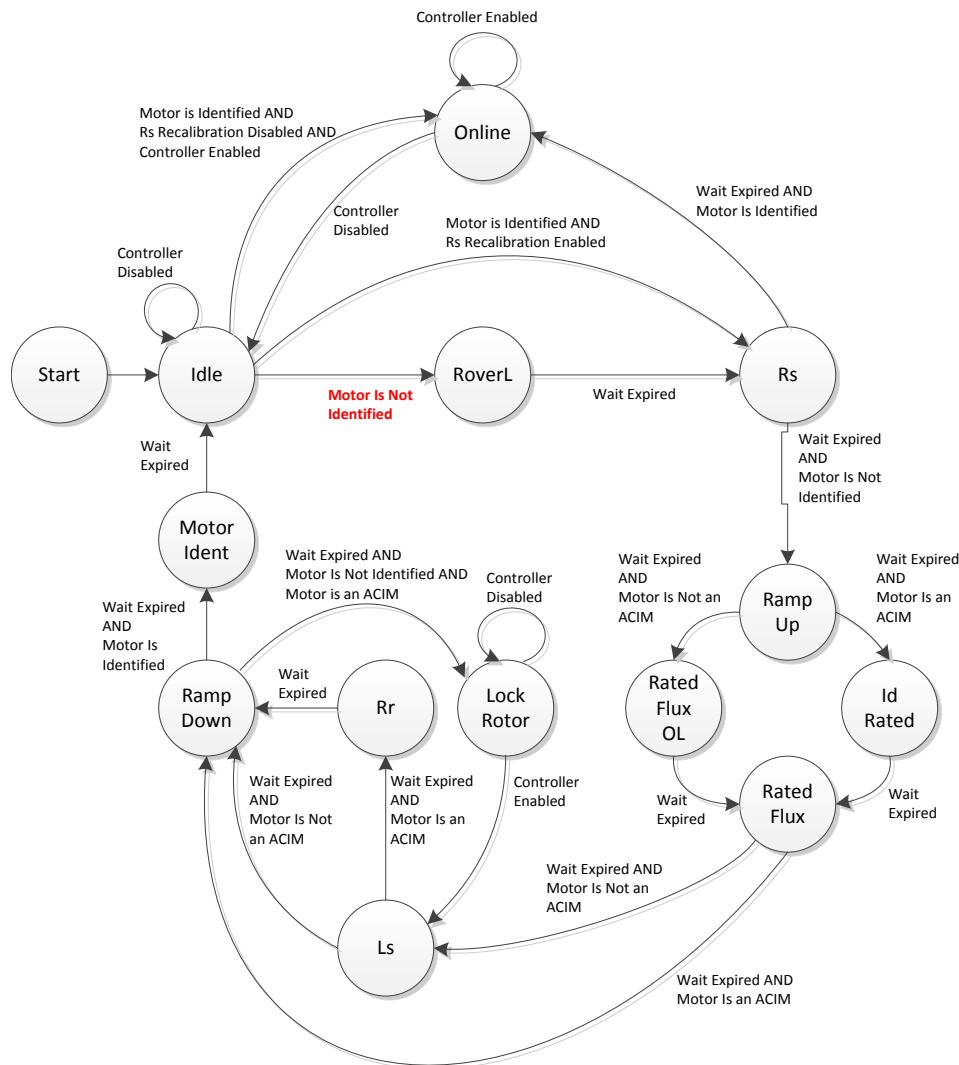 Controller Enabled
Online
Motor is Identified AND
Rs Recalibration Disabled AND
Controller Enabled
Wait Expired AND
Motor Is Identified
Controller
Disabled
Motor is Identified AND
Rs Recalibration Enabled
Controller
Disabled
Start
Idle
RoverL
Rs
Motor Is Not
Identified
Wait Expired
Wait
Expired
Wait Expired
AND
Motor Is Not
Identified
Motor
Ident
Wait Expired AND
Motor Is Not Identified AND
Motor is an ACIM
Controller
Disabled
Wait Expired
AND
Motor Is Not an
ACIM
Wait Expired
AND
Motor Is an
ACIM
Ramp
Up
Wait Expired
AND
Motor Is
Identified
Ramp
Down
Wait
Expired
Rr
Lock
Rotor
Rated
Flux
OL
Id
Rated
Wait Expired
AND
Motor Is Not
an ACIM
Wait Expired
AND
Motor Is an
ACIM
Controller
Enabled
Wait
Expired
Rated
Flux
Wait
Expired
Wait Expired AND
Motor Is Not an
ACIM
Ls
Wait Expired AND
Motor Is an ACIM